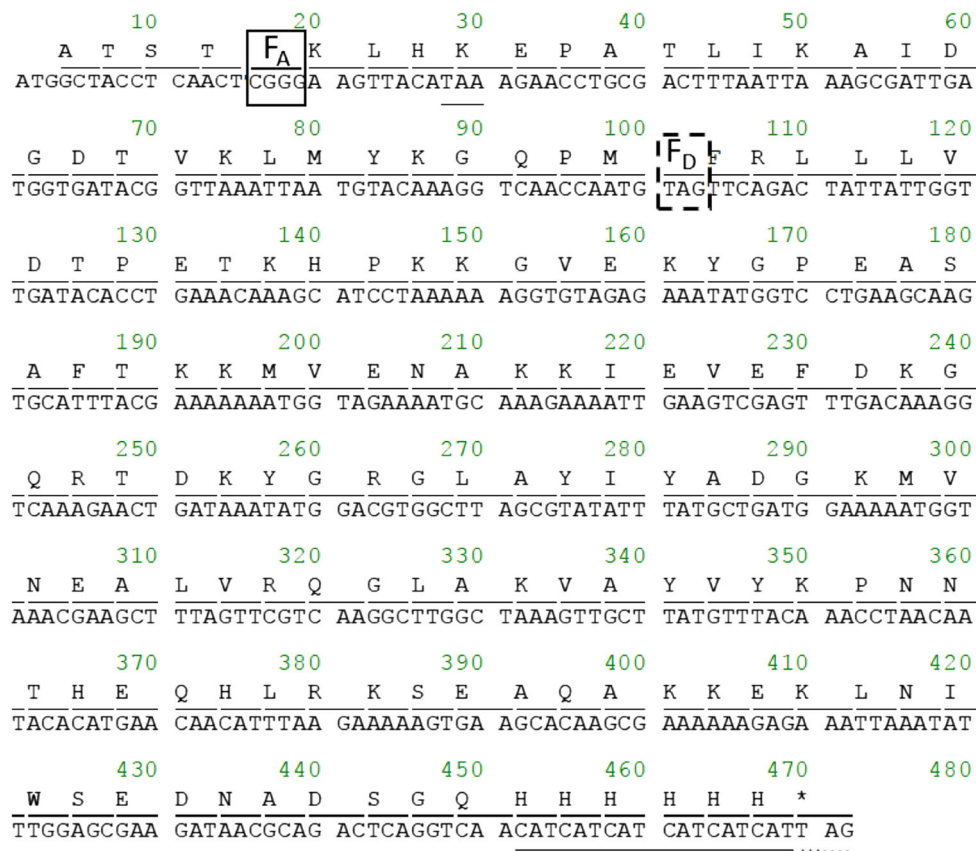 10 20 30 40 50 60
A T S T FA K L H K E P A T L I K A I D
ATGGCTACCT CAACTCGGGA AGTTACATAA AGAACCTGCG ACTTTAATTA AAGCGATTGA
70 80 90 100 110 120
G D T V K L M Y K G Q P M FD F R L L L V
TGGTGATACG GTTAAATTAA TGTACAAAGG TCAACCAATG TAGTTCAGAC TATTATTGGT
130 140 150 160 170 180
D T P E T K H P K K G V E K Y G P E A S
TGATACACCT GAAACAAAGC ATCCTAAAAA AGGTGTAGAG AAATATGGTC CTGAAGCAAG
190 200 210 220 230 240
A F T K K M V E N A K K I E V E F D K G
TGCATTTACG AAAAAAATGG TAGAAAATGC AAAGAAAATT GAAGTCGAGT TTGACAAAGG
250 260 270 280 290 300
Q R T D K Y G R G L A Y I Y A D G K M V
TCAAAGAACT GATAAATATG GACGTGGCTT AGCGTATATT TATGCTGATG GAAAAATGGT
310 320 330 340 350 360
N E A L V R Q G L A K V A Y V Y K P N N
AAACGAAGCT TTAGTTCGTC AAGGCTTGGC TAAAGTTGCT TATGTTTACA AACCTAACAA
370 380 390 400 410 420
T H E Q H L R K S E A Q A K K E K L N I
TACACATGAA CAACATTTAA GAAAAAGTGA AGCACAAGCG AAAAAAGAGA AATTAAATAT
430 440 450 460 470 480
W S E D N A D S G Q H H H H H H *
TTGGAGCGAA GATAACGCAG ACTCAGGTCA ACATCATCAT CATCATCATT AG